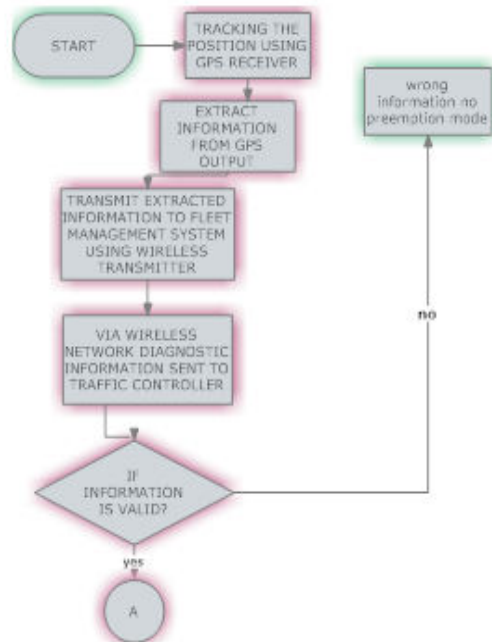 START
TRACKING THE
POSITION USING
GPS RECEIVER
EXTRACT
INFORMATION
FROM GPS
OUTPUT
wrong
information no
preemption mode
TRANSMIT EXTRACTED
INFORMATION TO FLEET
MANAGEMENT SYSTEM
USING WIRELESS
TRANSMITTER
VIA WIRELESS
NETWORK DIAGNOSTIC
INFORMATION SENT TO
TRAFFIC CONTROLLER
no
IF
INFORMATION
IS VALID?
yes
A